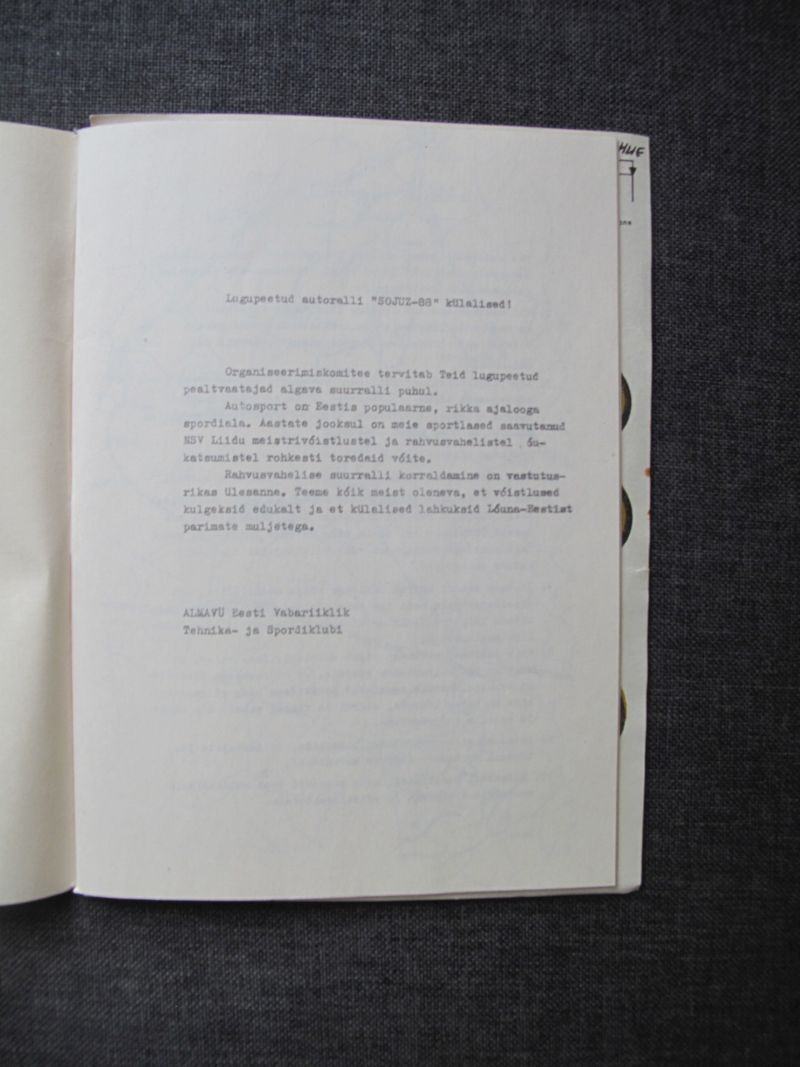 Lugupeetud autoralli "SOJUZ-88" külalised!
Organiseerimiskomitee tervitab Teid lugupeetud
pealtvaatajad algava suurralli puhul.
Autosport on Eestis populaarne, rikka ajalooga
spordiala. Aastate jooksul on meie sportlased saavutanud
NSV Liidu meistrivõistlustel ja rahvusvahelistel jõu-
katsumistel rohkesti toredaid võite.
Rahvusvahelise suurralli korraldamine on vastutus-
rikas ülesanne. Teeme kõik meist oleneva, et võistlused
kulgeksid edukalt ja et külalised lahkuksid Lõuna-Eestist
parimate muljetega.
ALMAVÜ Eesti Vabariiklik
Tehnika- ja Spordiklubi